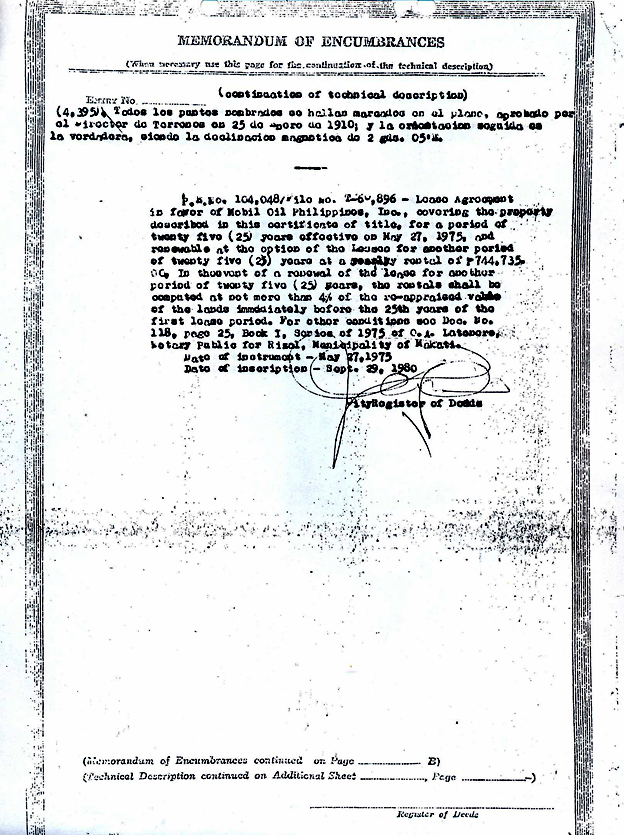 MEMORANDUM OF ENCUMBRANCES
(When necessary use this page for the continuation of the technical description)
(continuation of technical description)
Entry No.
(4,395). Todos los puntos nombrados se hallan marcados en el plano, aprobado por
el Director de Terrenos en 25 de enero de 1910; y la orientacion seguida es
la verdadera, siendo la declinacion magnetica de 2 gds. 05'E.
P.E.No. 104,048/File No. T-60,896 - Lease Agreement
in favor of Mobil Oil Philippines, Inc., covering the property
described in this certificate of title, for a period of
twenty five (25) years effective on May 27, 1975, and
renewable at the option of the Lessee for another period
of twenty five (25) years at a yearly rental of ₱744,735.
00. In theevent of a renewal of the lease for another
period of twenty five (25) years, the rentals shall be
computed at not more than 4% of the re-appraised value
of the lands immediately before the 25th years of the
first lease period. For other conditions see Doc. No.
118, page 25, Book I, Series of 1975 of C.A.
Notary Public for Rizal, Municipality of Makati.
Date of instrument - May 27,1975
Date of inscription - Sept. 29, 1980
CityRegister of Deeds
(Memorandum of Encumbrances continued on Page B)
(Technical Description continued on Additional Sheet , Page -)
Register of Deeds